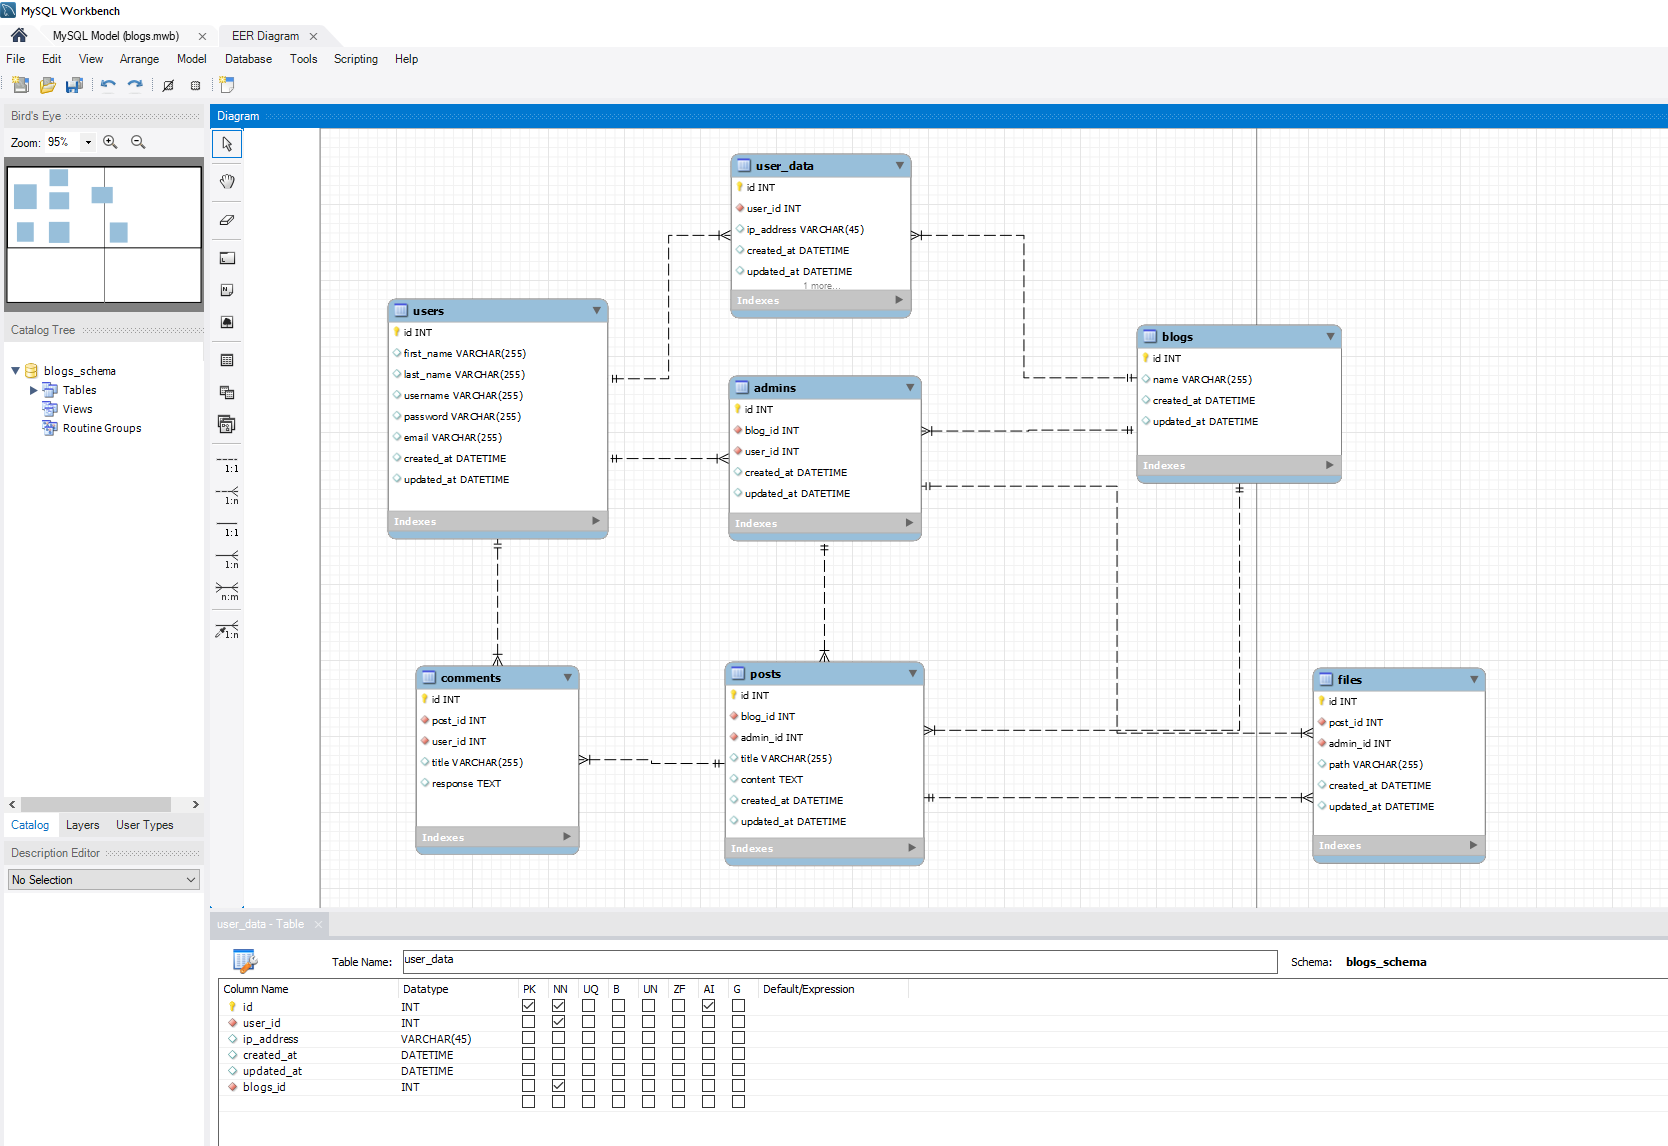 MySQL Workbench
MySQL Model (blogs.mwb)
EER Diagram
File Edit View Arrange Model Database Tools Scripting Help
Bird's Eye
Zoom: 95%
Catalog Tree
blogs_schema
Tables
Views
Routine Groups
Catalog Layers User Types
Description Editor
No Selection
Diagram
1:1
1:n
1:1
1:n
n:m
1:n
user_data
id INT
user_id INT
ip_address VARCHAR(45)
created_at DATETIME
updated_at DATETIME
1 more...
Indexes
users
id INT
first_name VARCHAR(255)
last_name VARCHAR(255)
username VARCHAR(255)
password VARCHAR(255)
email VARCHAR(255)
created_at DATETIME
updated_at DATETIME
Indexes
admins
id INT
blog_id INT
user_id INT
created_at DATETIME
updated_at DATETIME
Indexes
blogs
id INT
name VARCHAR(255)
created_at DATETIME
updated_at DATETIME
Indexes
comments
id INT
post_id INT
user_id INT
title VARCHAR(255)
response TEXT
Indexes
posts
id INT
blog_id INT
admin_id INT
title VARCHAR(255)
content TEXT
created_at DATETIME
updated_at DATETIME
Indexes
files
id INT
post_id INT
admin_id INT
path VARCHAR(255)
created_at DATETIME
updated_at DATETIME
Indexes
user_data - Table
Table Name: user_data Schema: blogs_schema
Column Name Datatype PK NN UQ B UN ZF AI G Default/Expression
id INT
user_id INT
ip_address VARCHAR(45)
created_at DATETIME
updated_at DATETIME
blogs_id INT